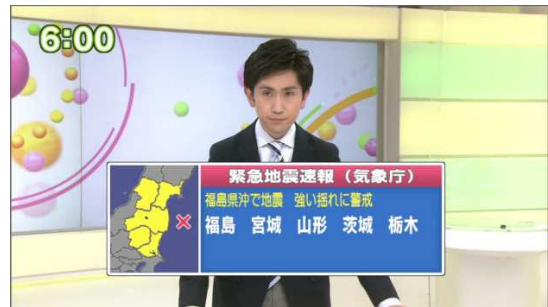 6:00
緊急地震速報（気象庁）
福島県沖で地震　強い揺れに警戒
福島　宮城　山形　茨城　栃木